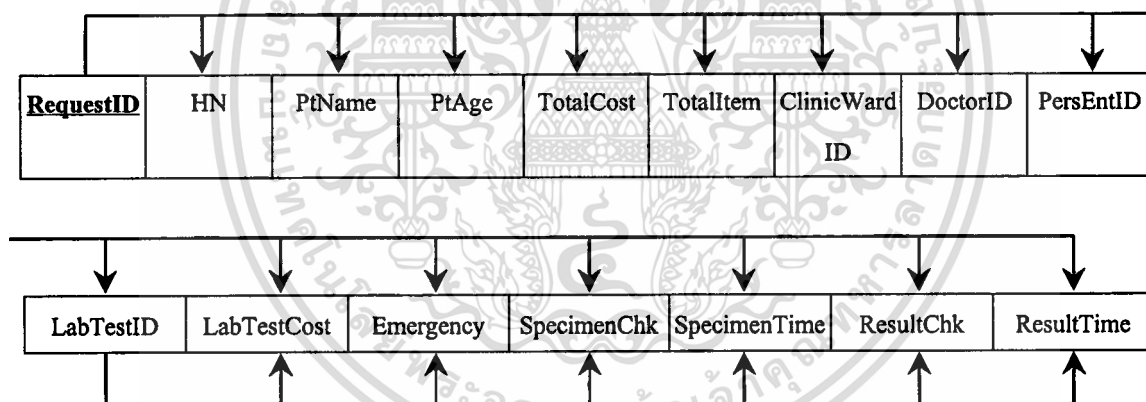 RequestID HN PtName PtAge TotalCost TotalItem ClinicWard DoctorID PersEntID
ID
LabTestID LabTestCost Emergency SpecimenChk SpecimenTime ResultChk ResultTime